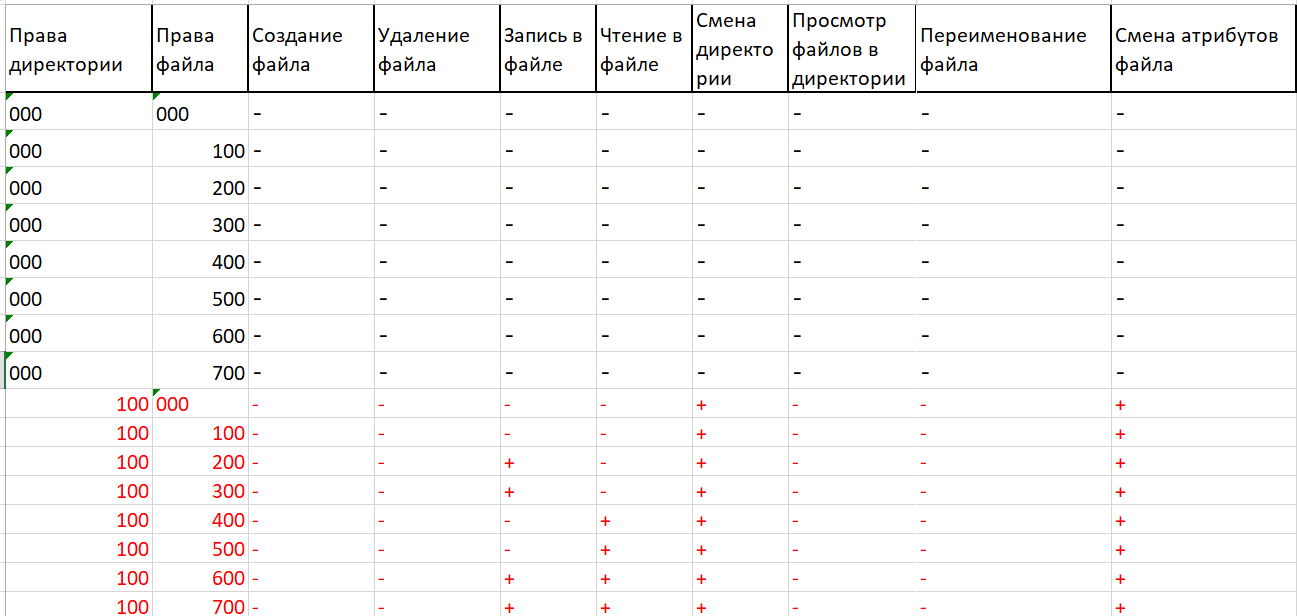 Права директории | Права файла | Создание файла | Удаление файла | Запись в файле | Чтение в файле | Смена директо рии | Просмотр файлов в директории | Переименование файла | Смена атрибутов файла
000 000 - - - - - - - -
000 100 - - - - - - - -
000 200 - - - - - - - -
000 300 - - - - - - - -
000 400 - - - - - - - -
000 500 - - - - - - - -
000 600 - - - - - - - -
000 700 - - - - - - - -
100 000 - - - - + - - +
100 100 - - - - + - - +
100 200 - - + - + - - +
100 300 - - + - + - - +
100 400 - - - + + - - +
100 500 - - - + + - - +
100 600 - - + + + - - +
100 700 - - + + + - - +